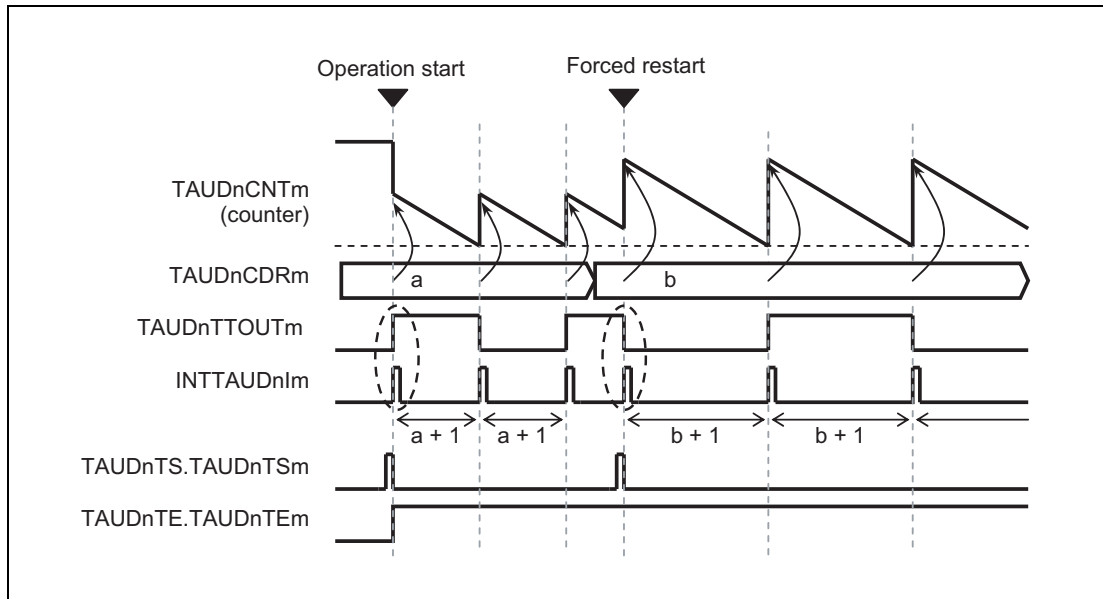 Operation start
Forced restart
TAUDnCNTm
(counter)
TAUDnCDRm
a
b
TAUDnTTOUTm
INTTAUDnIm
a + 1
a + 1
b + 1
b + 1
TAUDnTS.TAUDnTSm
TAUDnTE.TAUDnTEm